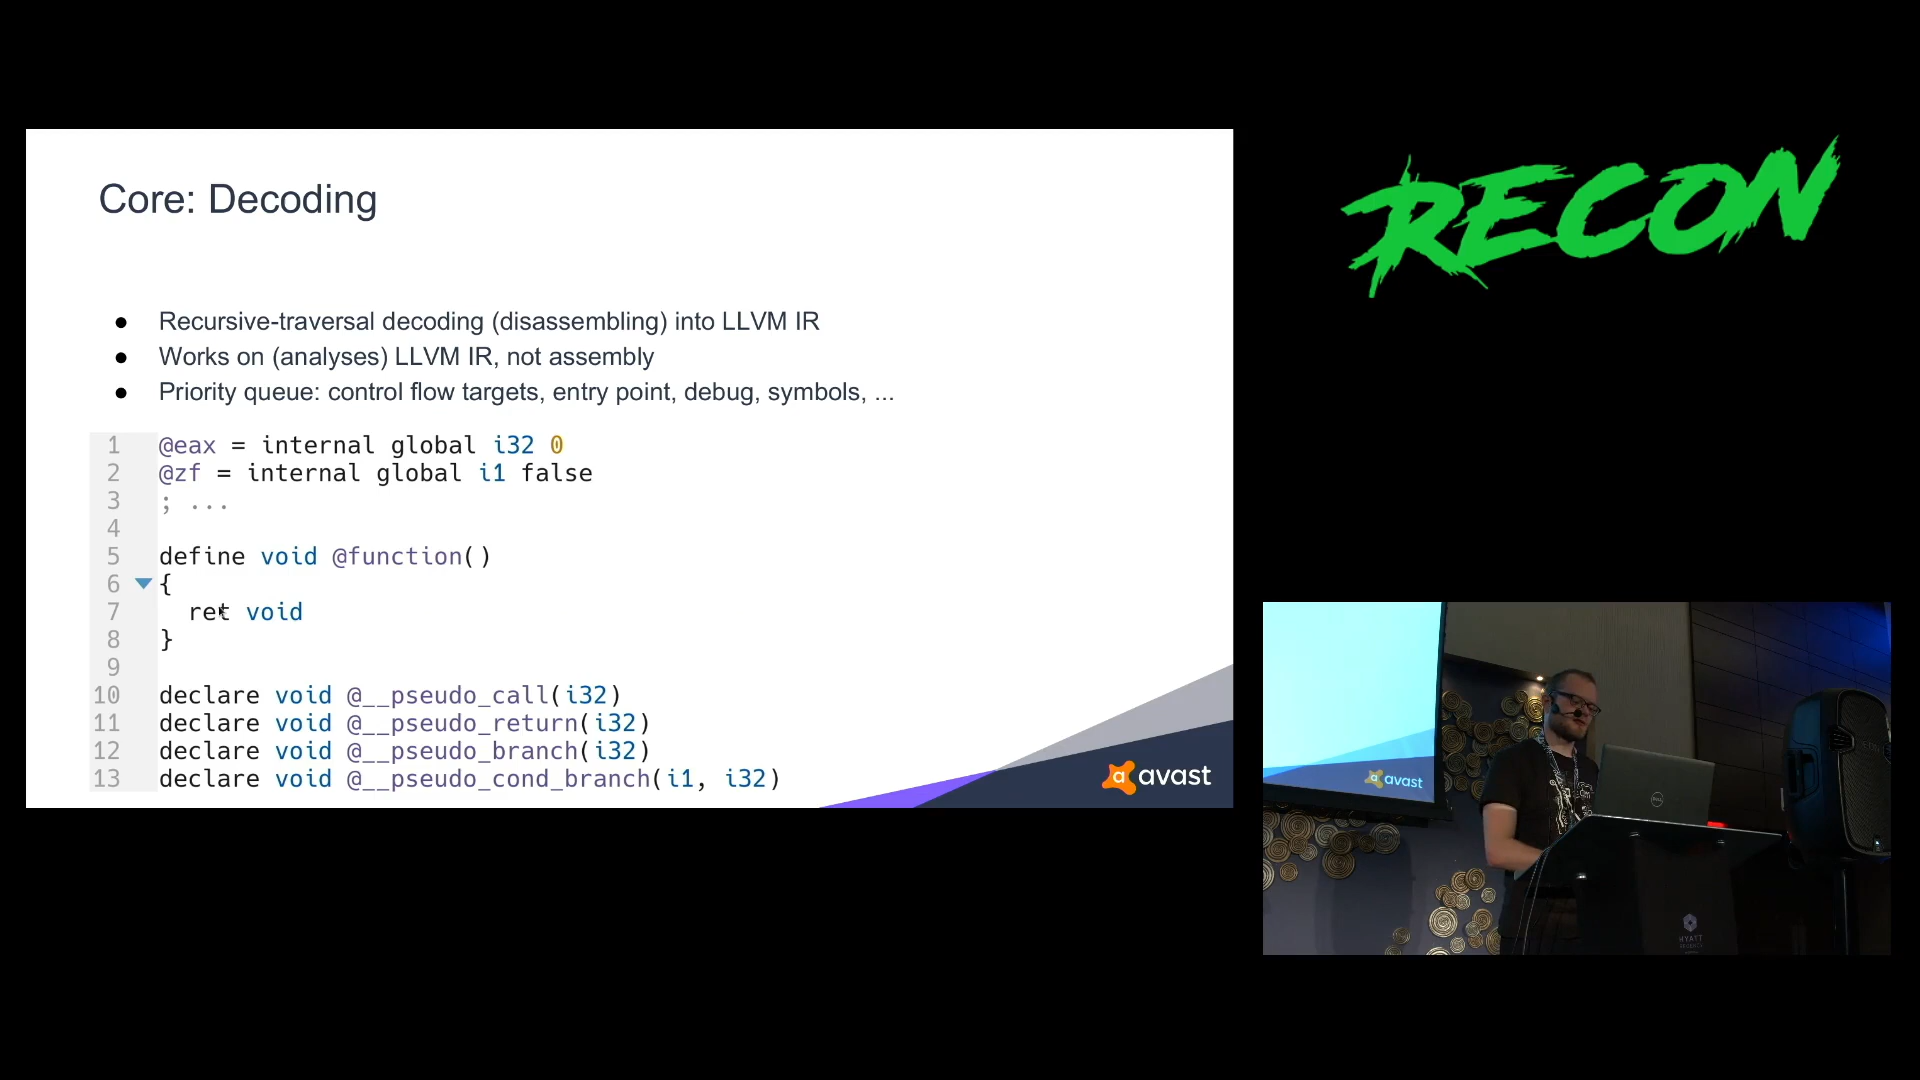 Core: Decoding
● Recursive-traversal decoding (disassembling) into LLVM IR
● Works on (analyses) LLVM IR, not assembly
● Priority queue: control flow targets, entry point, debug, symbols, ...
1 @eax = internal global i32 0
2 @zf = internal global i1 false
3 ; ...
4
5 define void @function()
6 {
7 ret void
8 }
9
10 declare void @__pseudo_call(i32)
11 declare void @__pseudo_return(i32)
12 declare void @__pseudo_branch(i32)
13 declare void @__pseudo_cond_branch(i1, i32)
avast
RECON
avast
DELL
HYATT